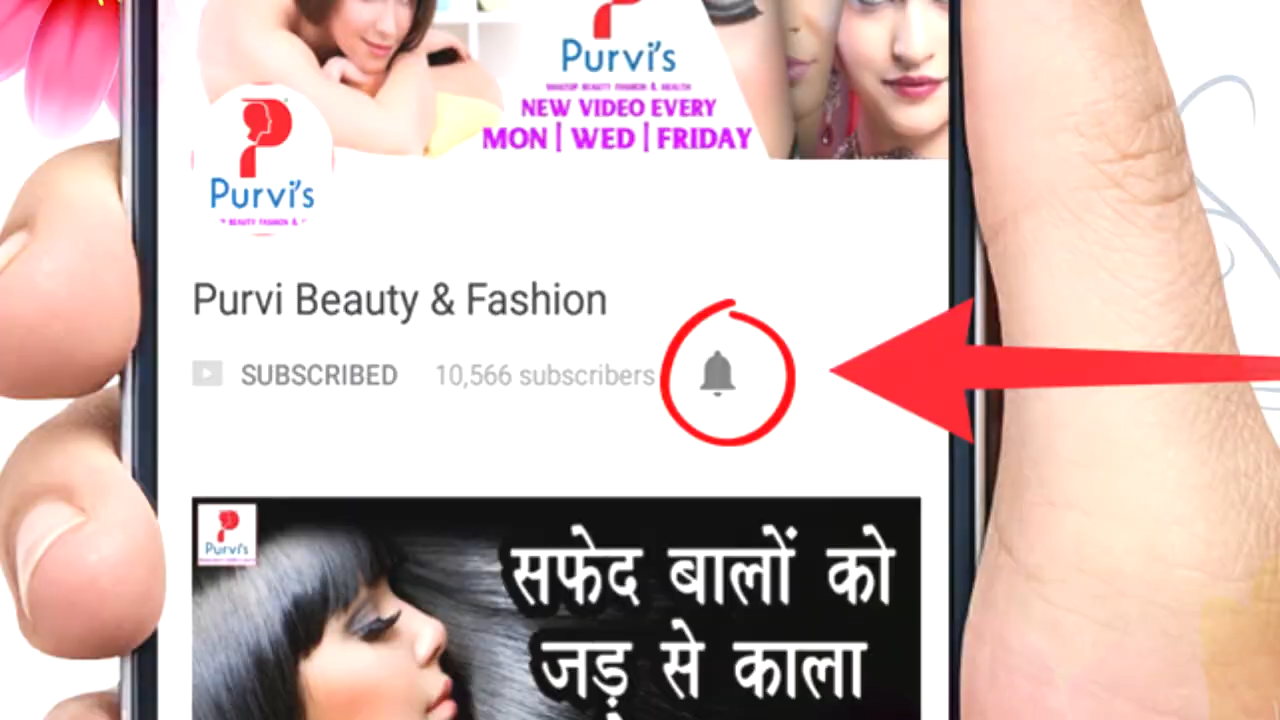 Purvi's
NEW VIDEO EVERY
MON | WED | FRIDAY
Purvi's
Purvi Beauty & Fashion
SUBSCRIBED 10,566 subscribers
Purvi's
सफेद बालों को
जड़ से काला